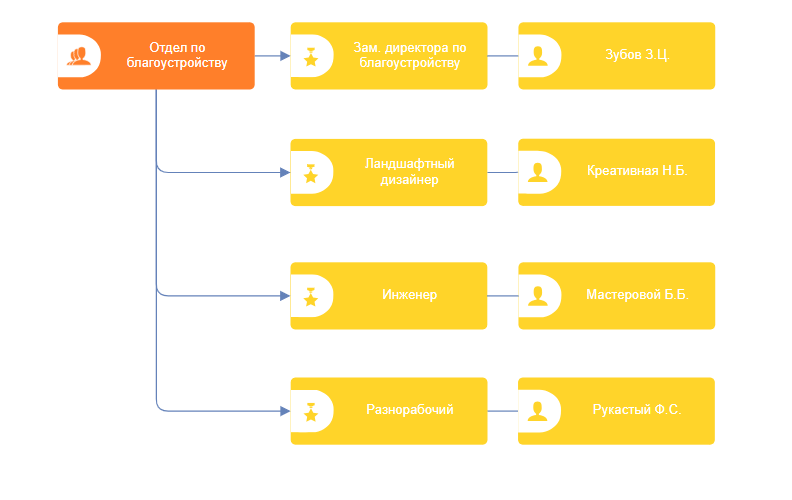 Отдел по
благоустройству
Зам. директора по
благоустройству
Зубов З.Ц.
Ландшафтный
дизайнер
Креативная Н.Б.
Инженер
Мастеровой Б.Б.
Разнорабочий
Рукастый Ф.С.